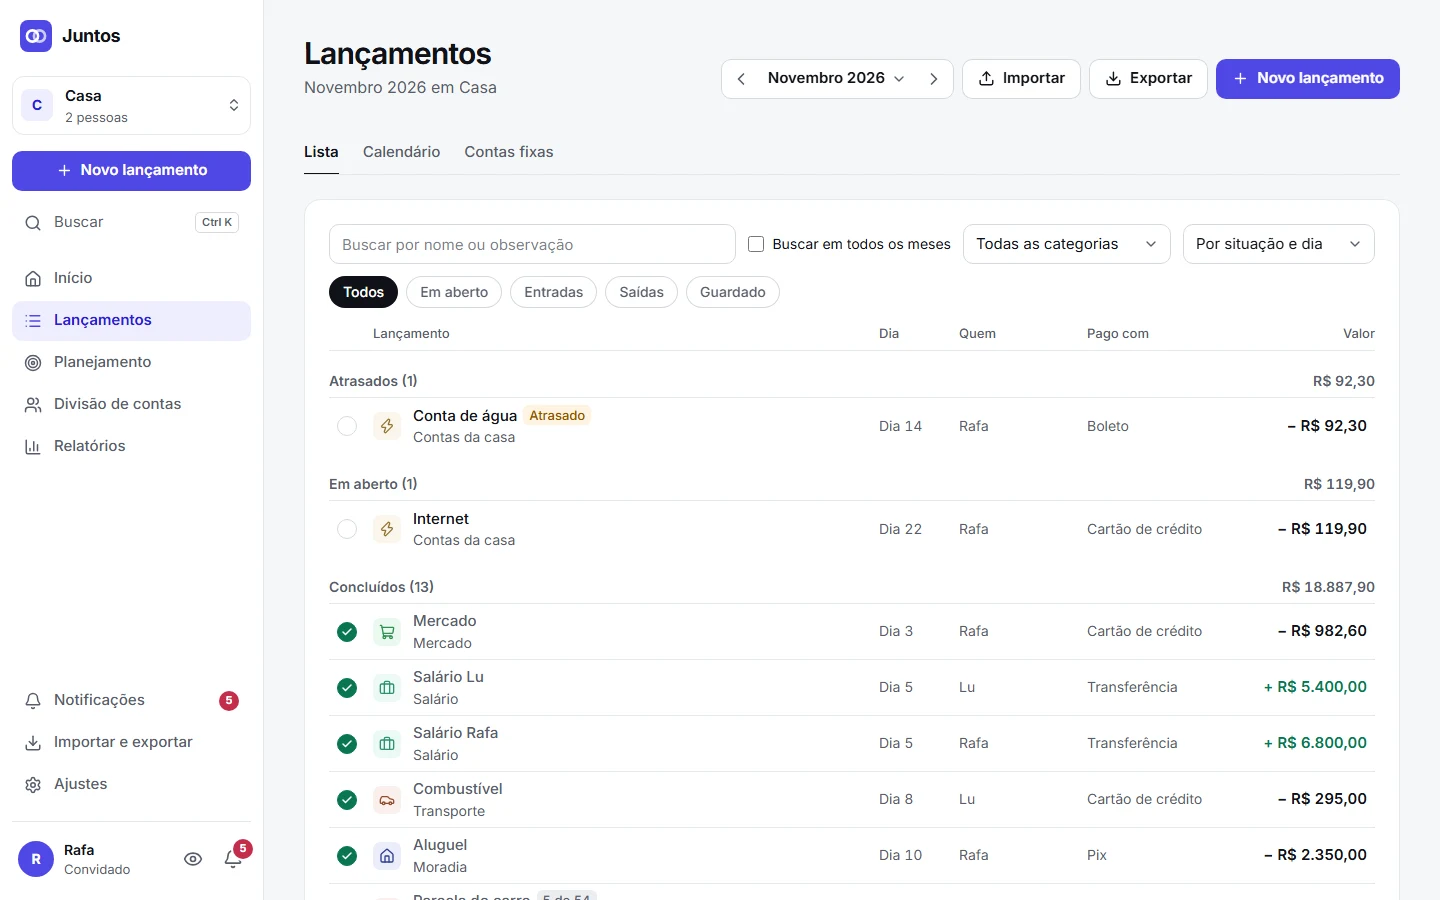 Juntos
C
Casa
2 pessoas
Novo lançamento
Buscar
Ctrl K
Início
Lançamentos
Planejamento
Divisão de contas
Relatórios
Notificações
5
Importar e exportar
Ajustes
R
Rafa
Convidado
5
Lançamentos
Novembro 2026 em Casa
Novembro 2026
Importar
Exportar
Novo lançamento
Lista
Calendário
Contas fixas
Buscar por nome ou observação
Buscar em todos os meses
Todas as categorias
Por situação e dia
Todos
Em aberto
Entradas
Saídas
Guardado
Lançamento Dia Quem Pago com Valor
Atrasados (1) R$ 92,30
Conta de água Atrasado
Contas da casa
Dia 14 Rafa Boleto − R$ 92,30
Em aberto (1) R$ 119,90
Internet
Contas da casa
Dia 22 Rafa Cartão de crédito − R$ 119,90
Concluídos (13) R$ 18.887,90
Mercado
Mercado
Dia 3 Rafa Cartão de crédito − R$ 982,60
Salário Lu
Salário
Dia 5 Lu Transferência + R$ 5.400,00
Salário Rafa
Salário
Dia 5 Rafa Transferência + R$ 6.800,00
Combustível
Transporte
Dia 8 Lu Cartão de crédito − R$ 295,00
Aluguel
Moradia
Dia 10 Rafa Pix − R$ 2.350,00
Parcela do carro 5 de 54